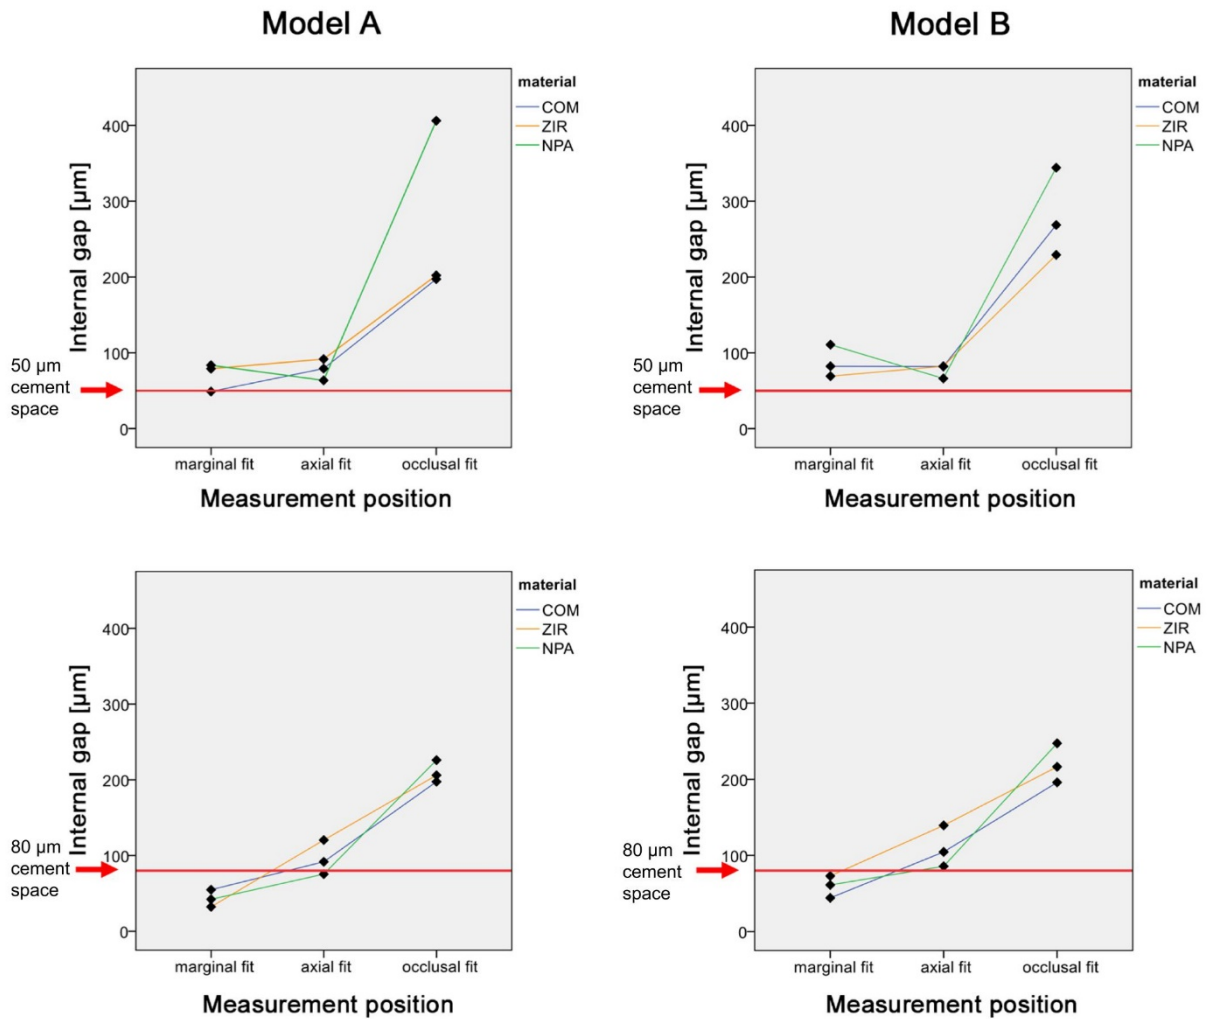 Model A
material
COM
ZIR
NPA
400
300
200
100
0
Internal gap [µm]
50 µm
cement
space
marginal fit
axial fit
occlusal fit
Measurement position
Model B
material
COM
ZIR
NPA
400
300
200
100
0
Internal gap [µm]
50 µm
cement
space
marginal fit
axial fit
occlusal fit
Measurement position
material
COM
ZIR
NPA
400
300
200
100
0
Internal gap [µm]
80 µm
cement
space
marginal fit
axial fit
occlusal fit
Measurement position
material
COM
ZIR
NPA
400
300
200
100
0
Internal gap [µm]
80 µm
cement
space
marginal fit
axial fit
occlusal fit
Measurement position